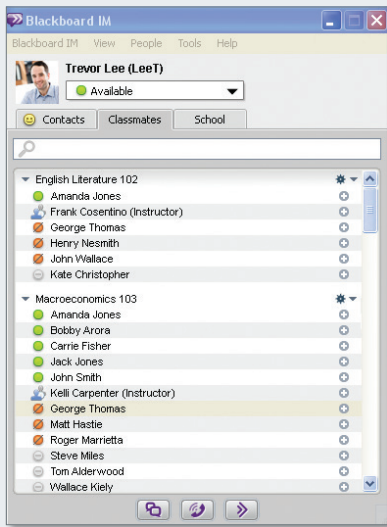 Blackboard IM
Blackboard IM View People Tools Help
Trevor Lee (LeeT)
Available
Contacts Classmates School
English Literature 102
Amanda Jones
Frank Cosentino (Instructor)
George Thomas
Henry Nesmith
John Wallace
Kate Christopher
Macroeconomics 103
Amanda Jones
Bobby Arora
Carrie Fisher
Jack Jones
John Smith
Kelli Carpenter (Instructor)
George Thomas
Matt Hastie
Roger Marrietta
Steve Miles
Tom Alderwood
Wallace Kiely